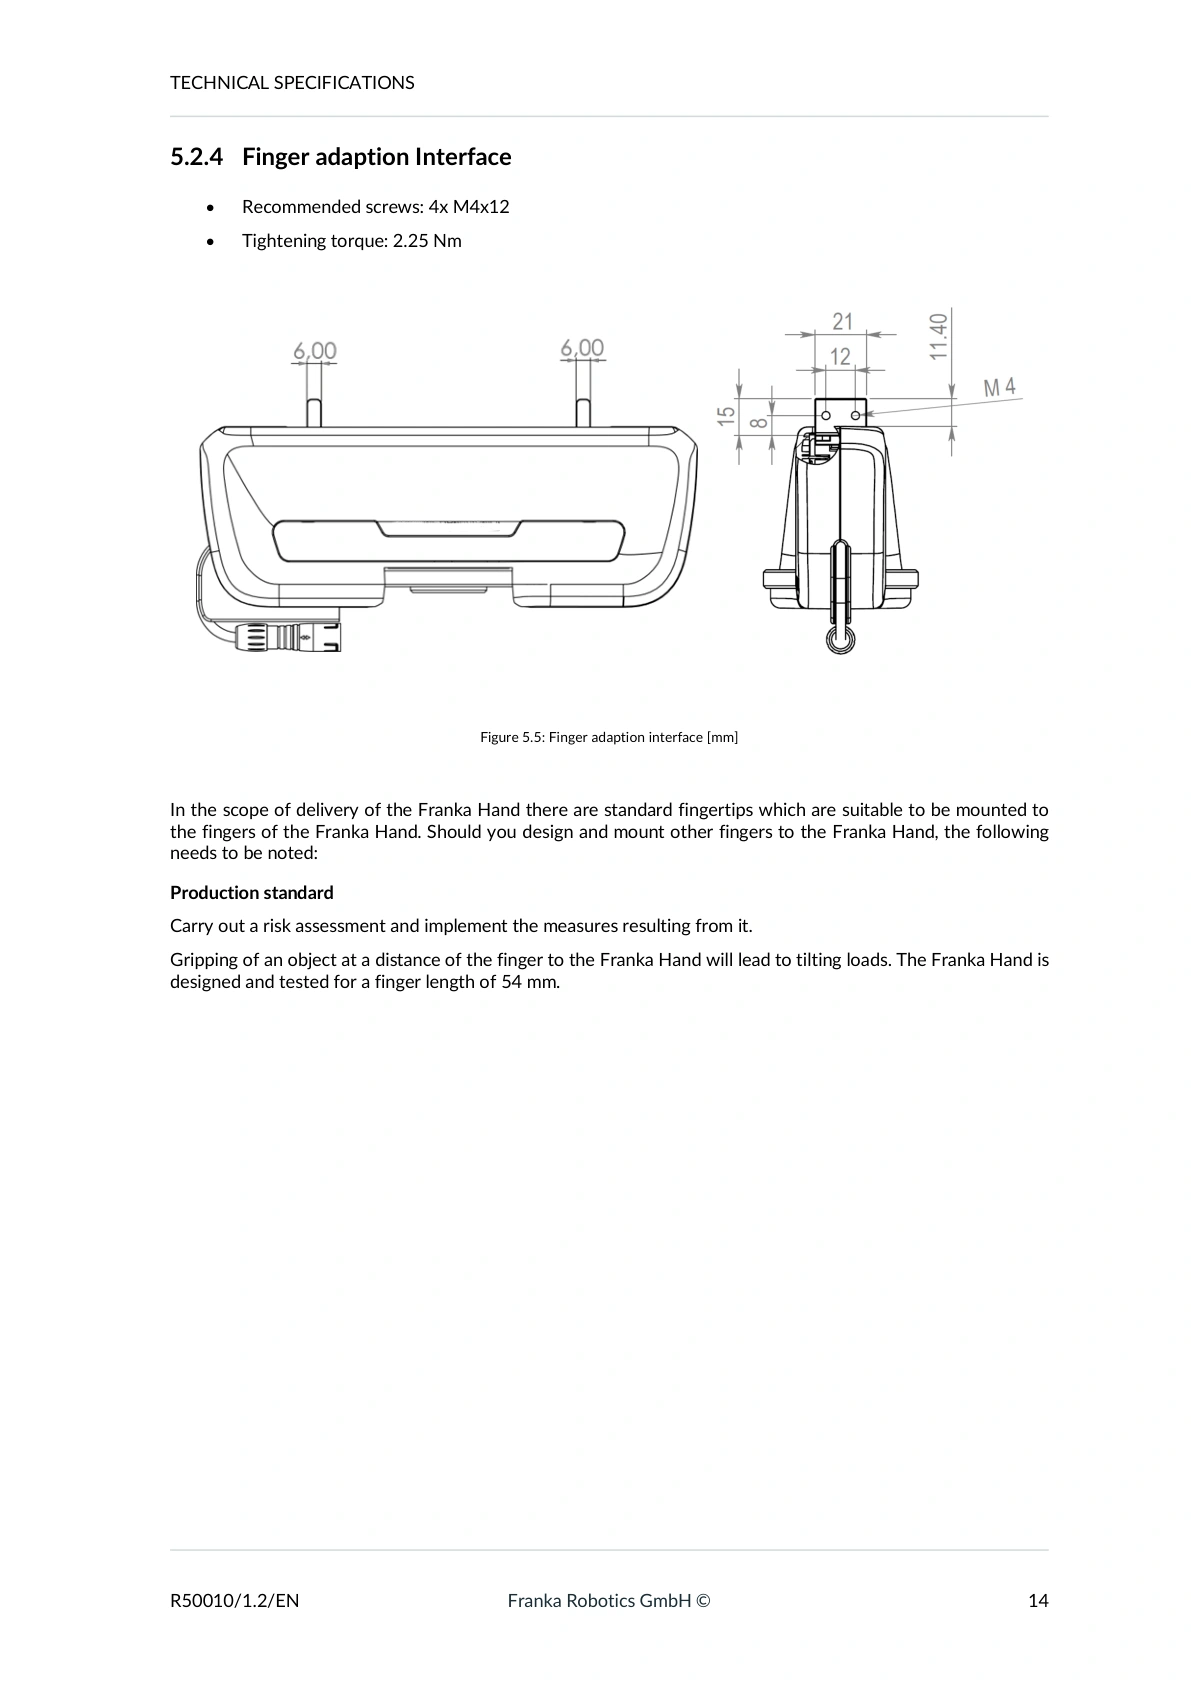 TECHNICAL SPECIFICATIONS
5.2.4 Finger adaption Interface
• Recommended screws: 4x M4x12
• Tightening torque: 2.25 Nm
6,00
6,00
21
12
11.40
M 4
15
8
Figure 5.5: Finger adaption interface [mm]
In the scope of delivery of the Franka Hand there are standard fingertips which are suitable to be mounted to
the fingers of the Franka Hand. Should you design and mount other fingers to the Franka Hand, the following
needs to be noted:
Production standard
Carry out a risk assessment and implement the measures resulting from it.
Gripping of an object at a distance of the finger to the Franka Hand will lead to tilting loads. The Franka Hand is
designed and tested for a finger length of 54 mm.
R50010/1.2/EN
Franka Robotics GmbH ©
14